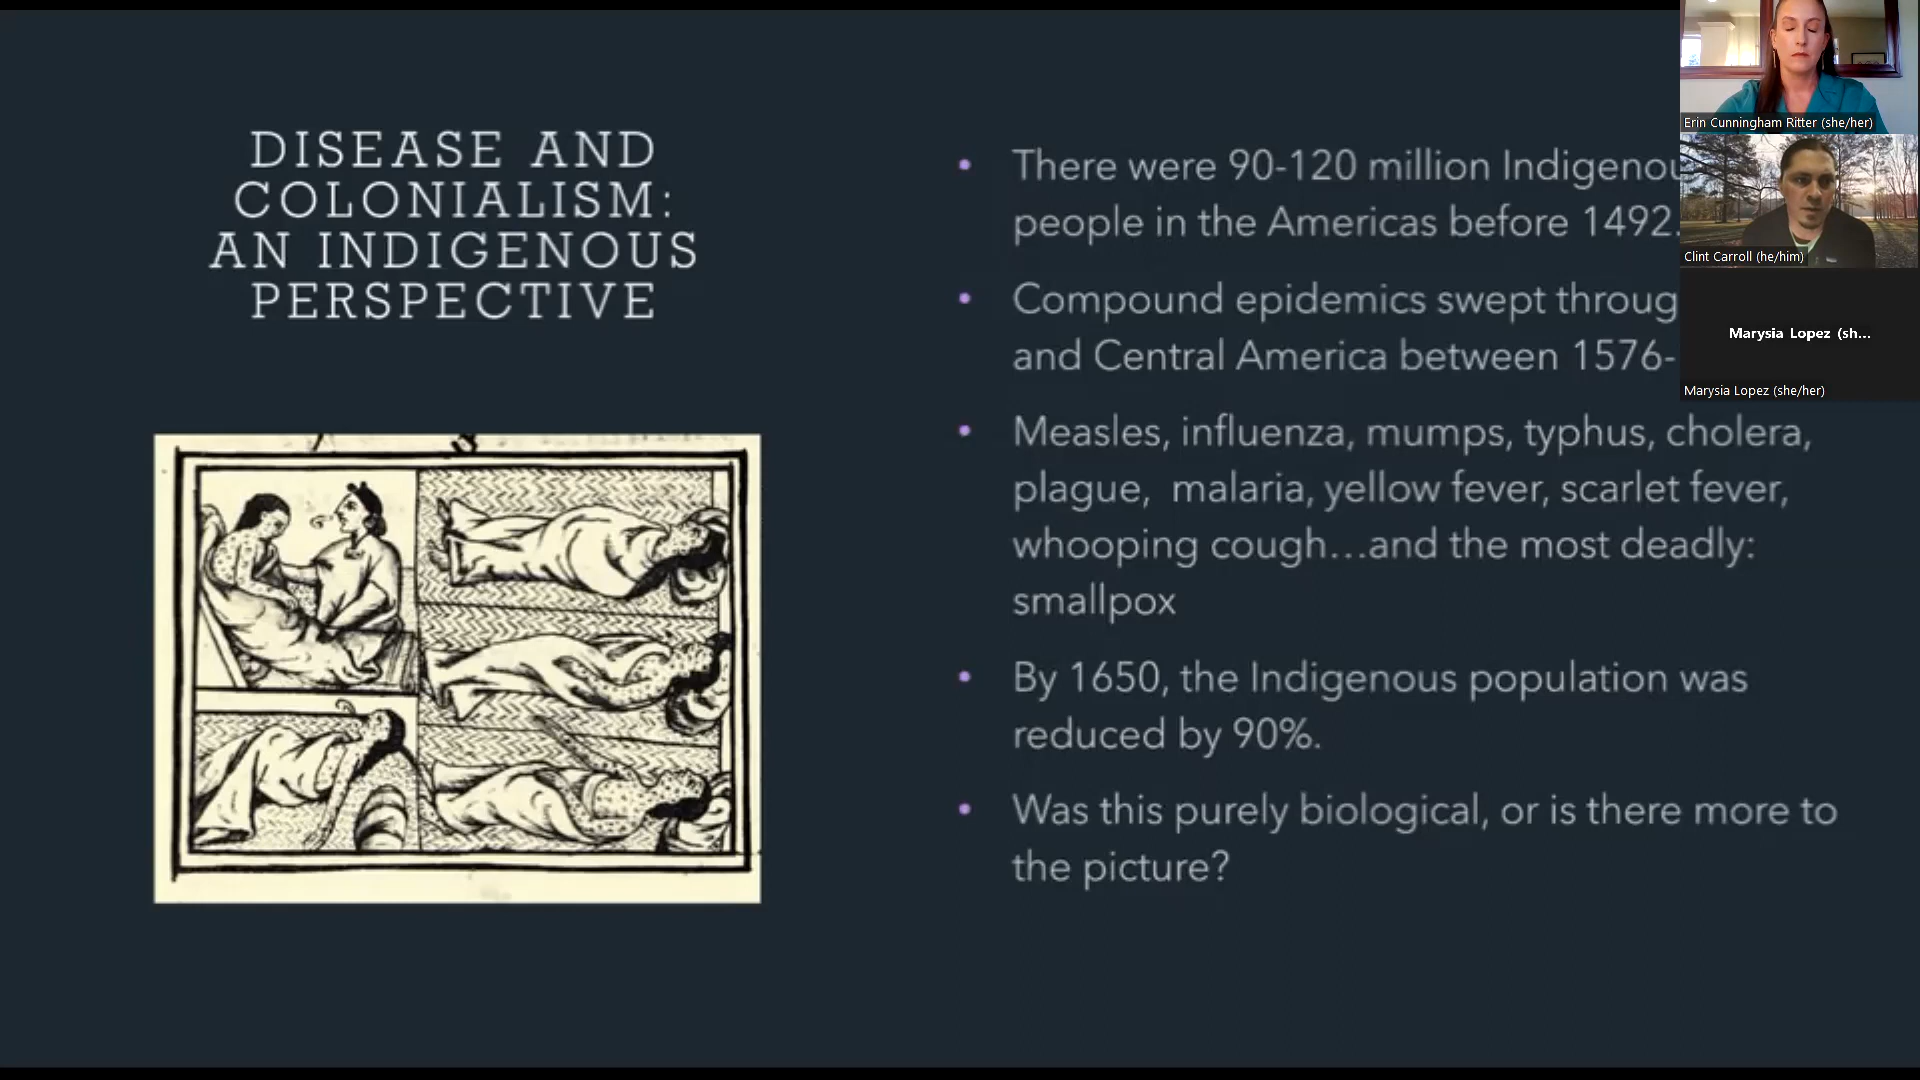 DISEASE AND
COLONIALISM:
AN INDIGENOUS
PERSPECTIVE
• There were 90-120 million Indigenou
people in the Americas before 1492.
• Compound epidemics swept throug
and Central America between 1576-
• Measles, influenza, mumps, typhus, cholera,
plague, malaria, yellow fever, scarlet fever,
whooping cough...and the most deadly:
smallpox
• By 1650, the Indigenous population was
reduced by 90%.
• Was this purely biological, or is there more to
the picture?
Erin Cunningham Ritter (she/her)
Clint Carroll (he/him)
Marysia Lopez (sh...
Marysia Lopez (she/her)